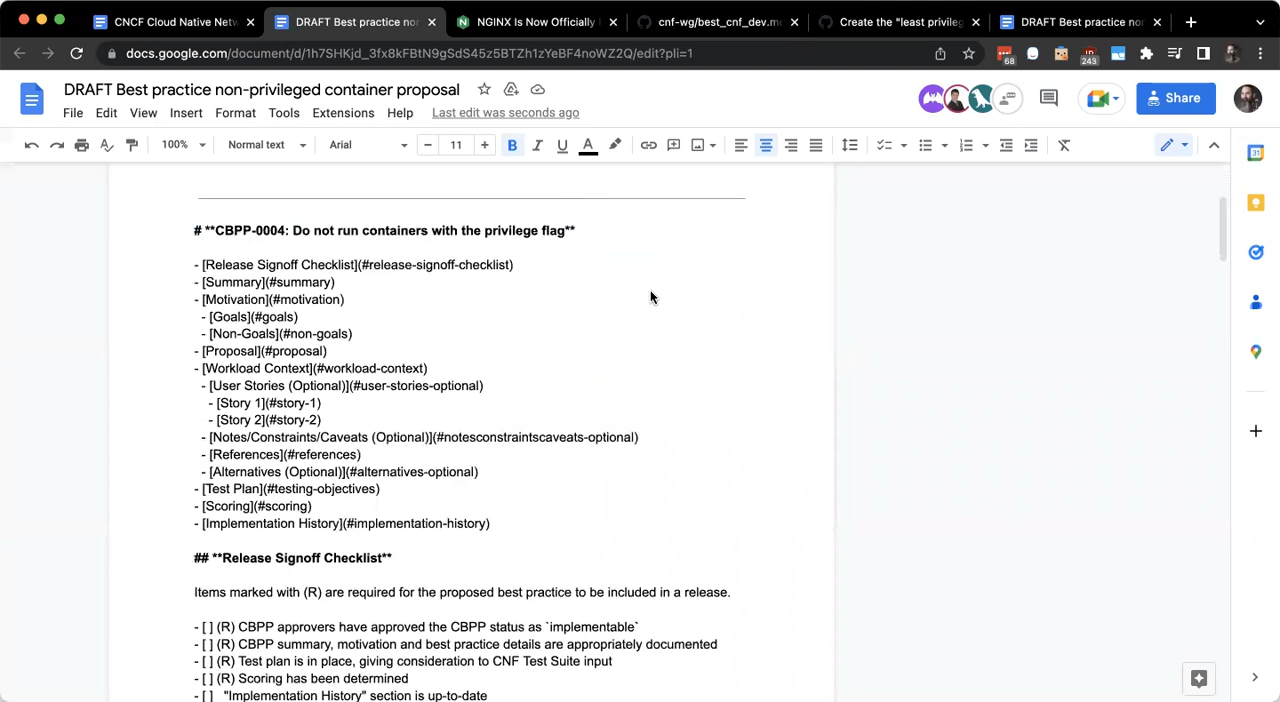 CNCF Cloud Native Netw
DRAFT Best practice non
NGINX Is Now Officially
cnf-wg/best_cnf_dev.md
Create the "least privileg
DRAFT Best practice non
docs.google.com/document/d/1h7SHKjd_3fx8kFBtN9gSdS45z5BTZh1zYeBF4noWZ2Q/edit?pli=1
68
243
DRAFT Best practice non-privileged container proposal
File Edit View Insert Format Tools Extensions Help Last edit was seconds ago
Share
100% Normal text Arial 11
31
# **CBPP-0004: Do not run containers with the privilege flag**
- [Release Signoff Checklist](#release-signoff-checklist)
- [Summary](#summary)
- [Motivation](#motivation)
- [Goals](#goals)
- [Non-Goals](#non-goals)
- [Proposal](#proposal)
- [Workload Context](#workload-context)
- [User Stories (Optional)](#user-stories-optional)
- [Story 1](#story-1)
- [Story 2](#story-2)
- [Notes/Constraints/Caveats (Optional)](#notesconstraintscaveats-optional)
- [References](#references)
- [Alternatives (Optional)](#alternatives-optional)
- [Test Plan](#testing-objectives)
- [Scoring](#scoring)
- [Implementation History](#implementation-history)
## **Release Signoff Checklist**
Items marked with (R) are required for the proposed best practice to be included in a release.
- [ ] (R) CBPP approvers have approved the CBPP status as `implementable`
- [ ] (R) CBPP summary, motivation and best practice details are appropriately documented
- [ ] (R) Test plan is in place, giving consideration to CNF Test Suite input
- [ ] (R) Scoring has been determined
- [ ] "Implementation History" section is up-to-date